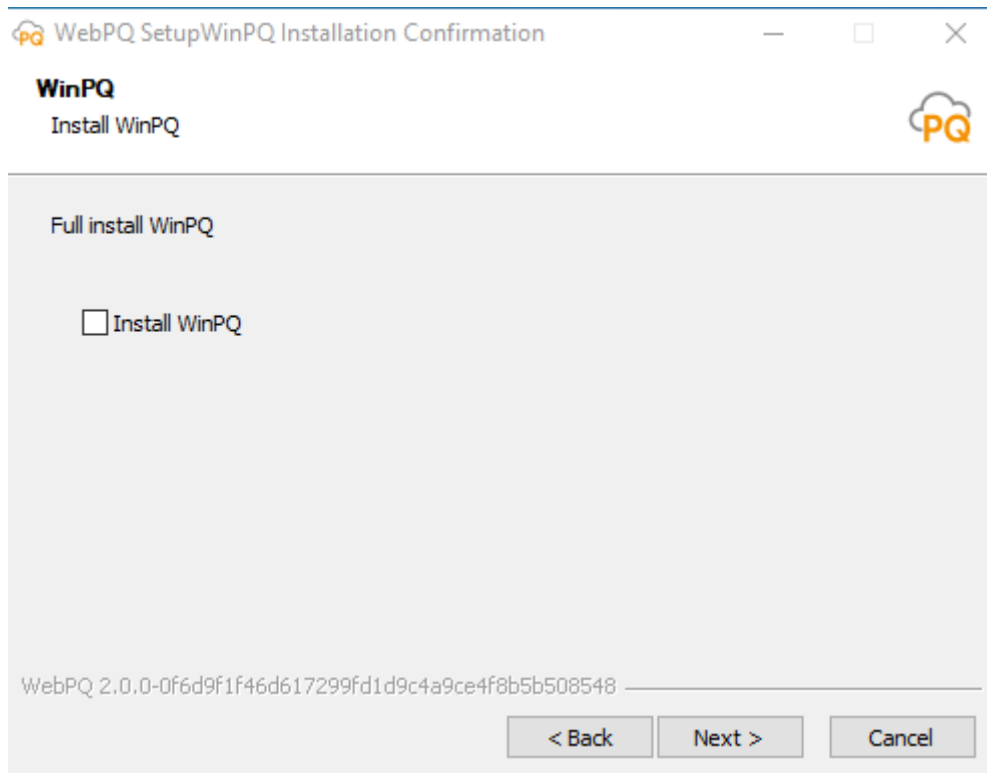 WebPQ SetupWinPQ Installation Confirmation
WinPQ
Install WinPQ
PQ
Full install WinPQ
Install WinPQ
WebPQ 2.0.0-0f6d9f1f46d617299fd1d9c4a9ce4f8b5b508548
< Back Next > Cancel